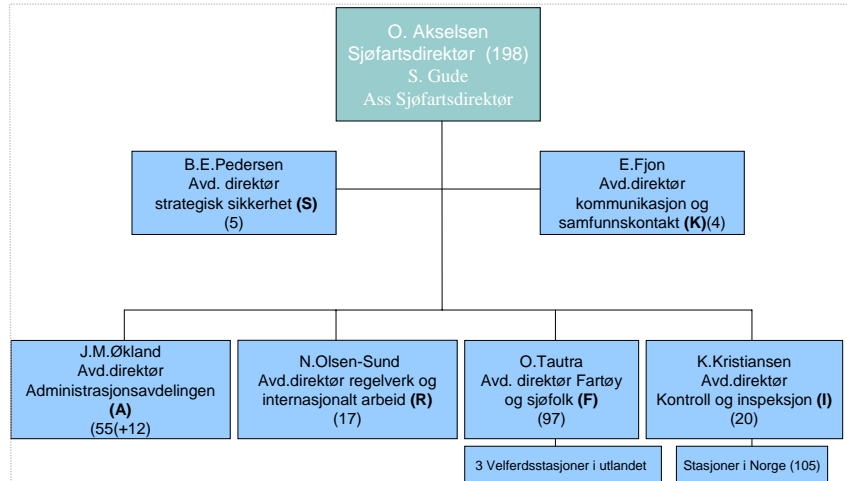 O. Akselsen
Sjøfartsdirektør (198)
S. Gude
Ass Sjøfartsdirektør
B.E.Pedersen
Avd. direktør
strategisk sikkerhet (S)
(5)
E.Fjon
Avd.direktør
kommunikasjon og
samfunnskontakt (K)(4)
J.M.Økland
Avd.direktør
Administrasjonsavdelingen
(A)
(55(+12)
N.Olsen-Sund
Avd.direktør regelverk og
internasjonalt arbeid (R)
(17)
O.Tautra
Avd. direktør Fartøy
og sjøfolk (F)
(97)
K.Kristiansen
Avd.direktør
Kontroll og inspeksjon (I)
(20)
3 Velferdsstasjoner i utlandet
Stasjoner i Norge (105)